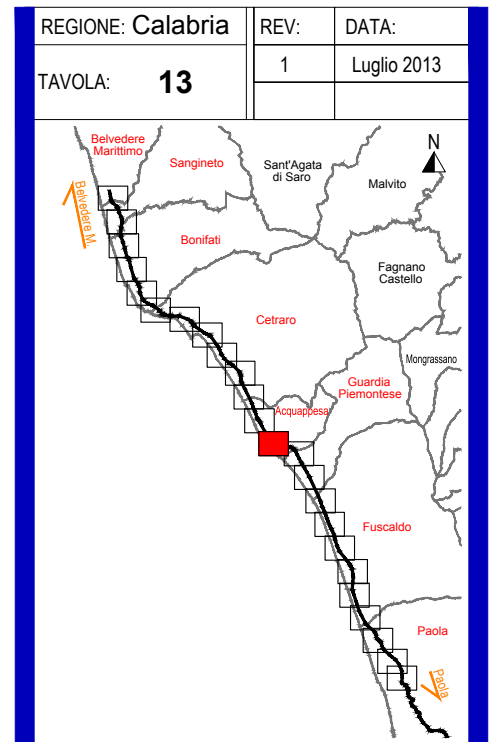 REGIONE: Calabria
REV:
DATA:
TAVOLA: 13
1
Luglio 2013
Belvedere
Marittimo
Sangineto
Sant'Agata
di Saro
N
Malvito
Belvedere M.
Bonifati
Fagnano
Castello
Cetraro
Mongrassano
Guardia
Piemontese
Acquappesa
Fuscaldo
Paola
Paola